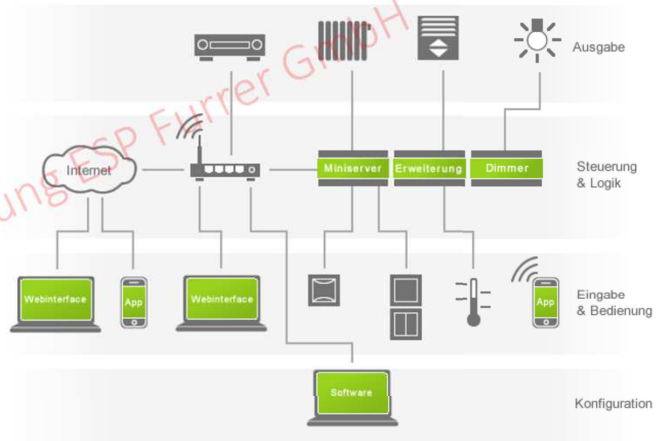 Ausgabe
ung ESP Furrer GmbH
Internet
Miniserver
Erweiterung
Dimmer
Steuerung
& Logik
Webinterface
App
Webinterface
App
Eingabe
& Bedienung
Software
Konfiguration